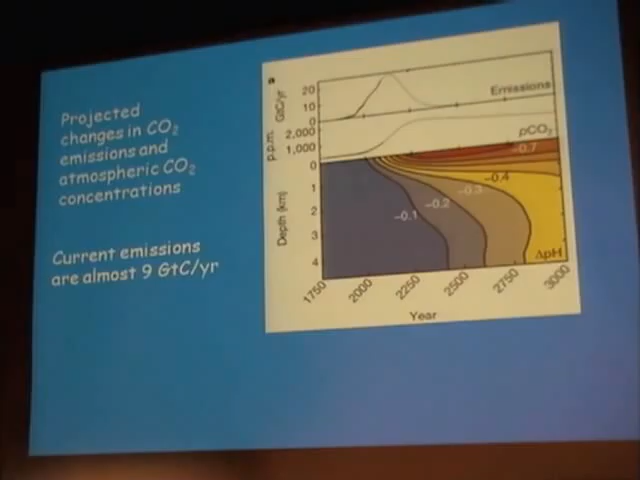 Projected
changes in CO₂
emissions and
atmospheric CO₂
concentrations
Current emissions
are almost 9 GtC/yr
a
GtC/yr
20
10
0
Emissions
p.p.m.
2,000
1,000
pCO₂
Depth (km)
0
1
2
3
4
-0.7
-0.4
-0.3
-0.2
-0.1
ΔpH
1750 2000 2250 2500 2750 3000
Year